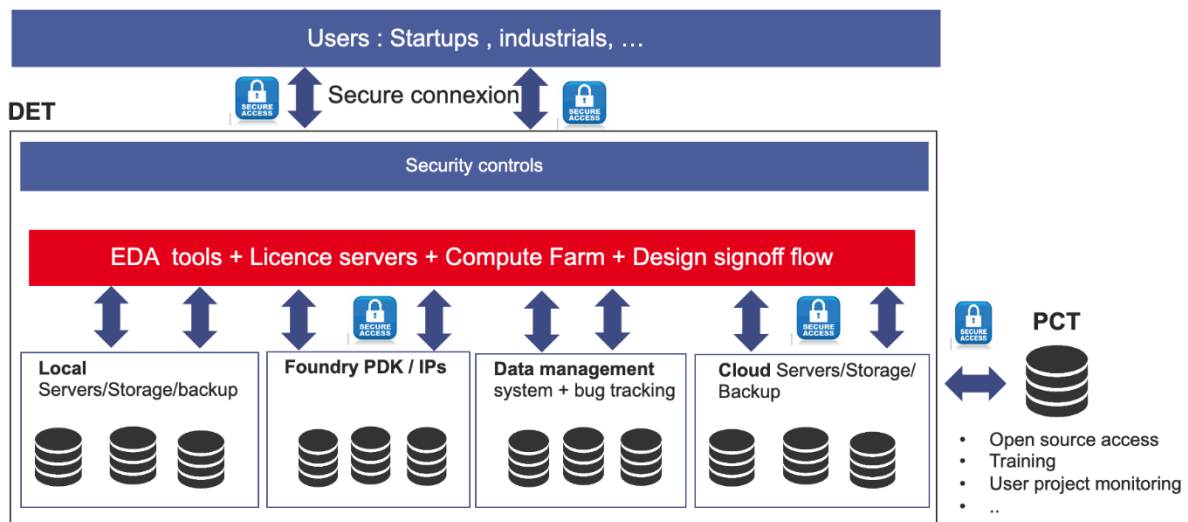 Users : Startups , industrials, …
SECURE
ACCESS
Secure connexion
SECURE
ACCESS
DET
Security controls
EDA tools + Licence servers + Compute Farm + Design signoff flow
SECURE
ACCESS
SECURE
ACCESS
SECURE
ACCESS
PCT
Local
Servers/Storage/backup
Foundry PDK / IPs
Data management
system + bug tracking
Cloud Servers/Storage/
Backup
• Open source access
• Training
• User project monitoring
• ..